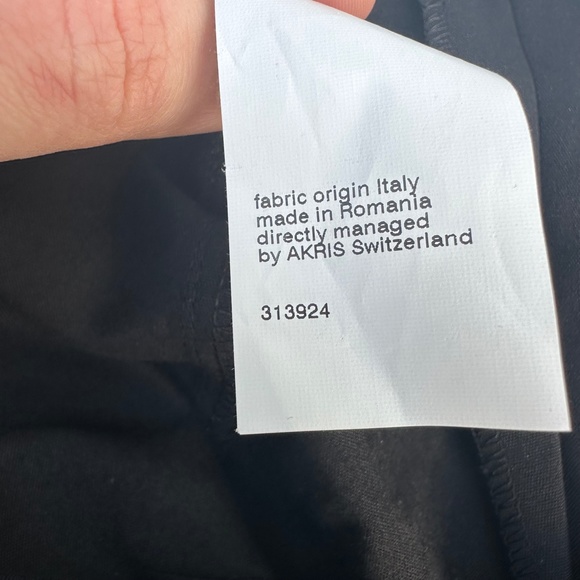 fabric origin Italy
made in Romania
directly managed
by AKRIS Switzerland
313924